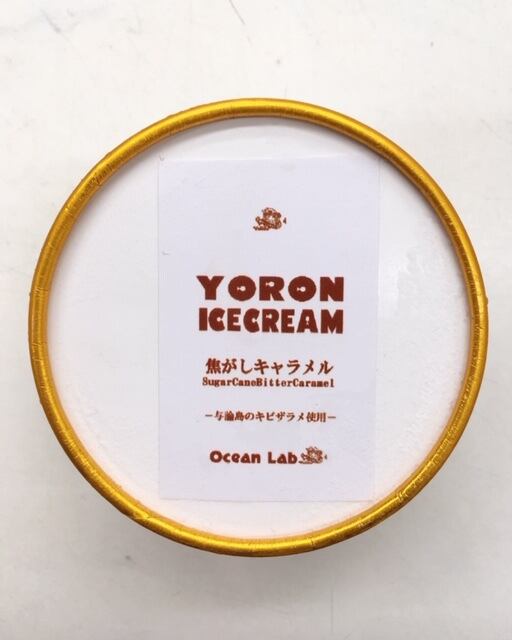 YORON
ICECREAM
焦がしキャラメル
SugarCaneBitterCaramel
－与論島のキビザラメ使用－
Ocean Lab